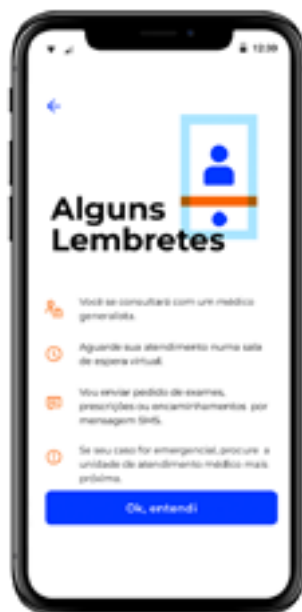 12:39
Alguns
Lembretes
Você se consultará com um médico
generalista.
Aguarde sua atendimento numa sala
de espera virtual.
Vou enviar pedido de exames,
prescrições ou encaminhamentos por
mensagem SMS.
Se seu caso for emergencial, procure a
unidade de atendimento médico mais
próxima.
Ok, entendi